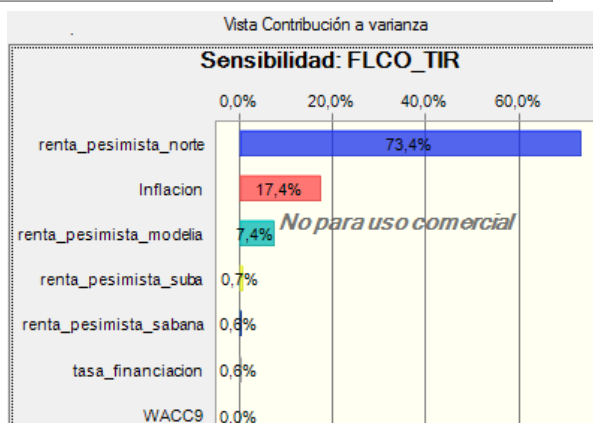 Vista Contribución a varianza
Sensibilidad: FLCO_TIR
0,0% 20,0% 40,0% 60,0%
renta_pesimista_norte 73,4%
Inflacion 17,4%
No para uso comercial
renta_pesimista_modelia 7,4%
renta_pesimista_suba 0,7%
renta_pesimista_sabana 0,6%
tasa_financiacion 0,6%
WACC9 0,0%